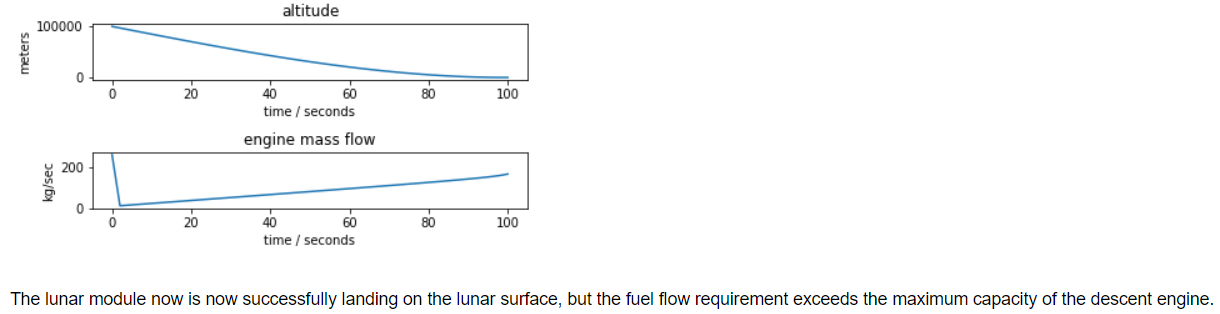 altitude
100000
0
meters
0 20 40 60 80 100
time / seconds
engine mass flow
200
0
kg/sec
0 20 40 60 80 100
time / seconds
The lunar module now is now successfully landing on the lunar surface, but the fuel flow requirement exceeds the maximum capacity of the descent engine.